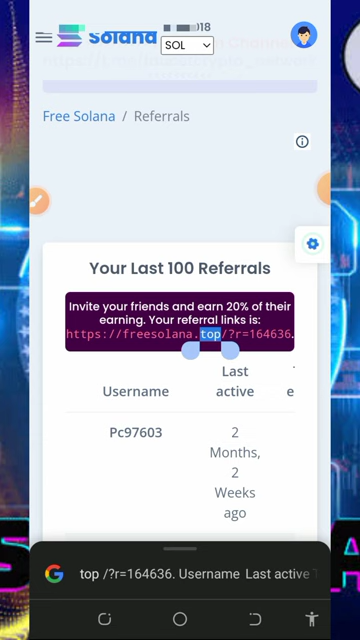 Solana
018
SOL
Free Solana / Referrals
Your Last 100 Referrals
Invite your friends and earn 20% of their
earning. Your referral links is:
https://freesolana.top/?r=164636.
Username
Last
active
e
Pc97603
2
Months,
2
Weeks
ago
top /?r=164636. Username Last active